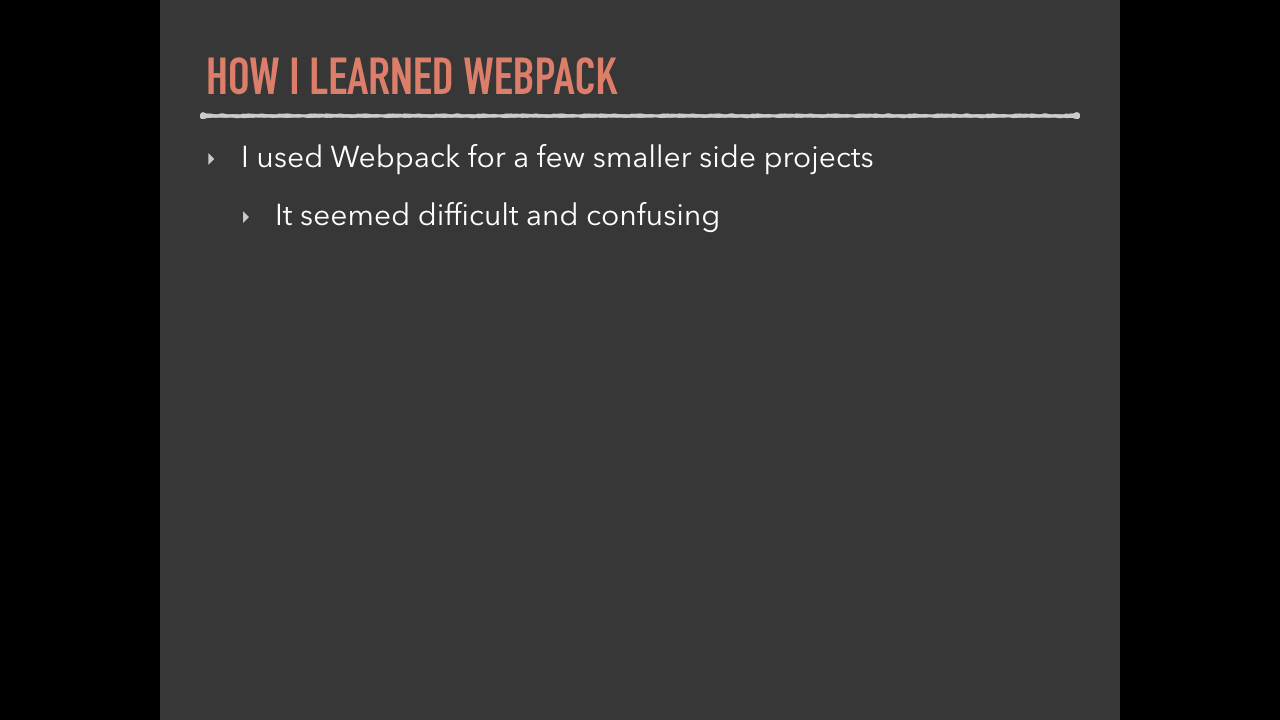 HOW I LEARNED WEBPACK
‣ I used Webpack for a few smaller side projects
‣ It seemed difficult and confusing